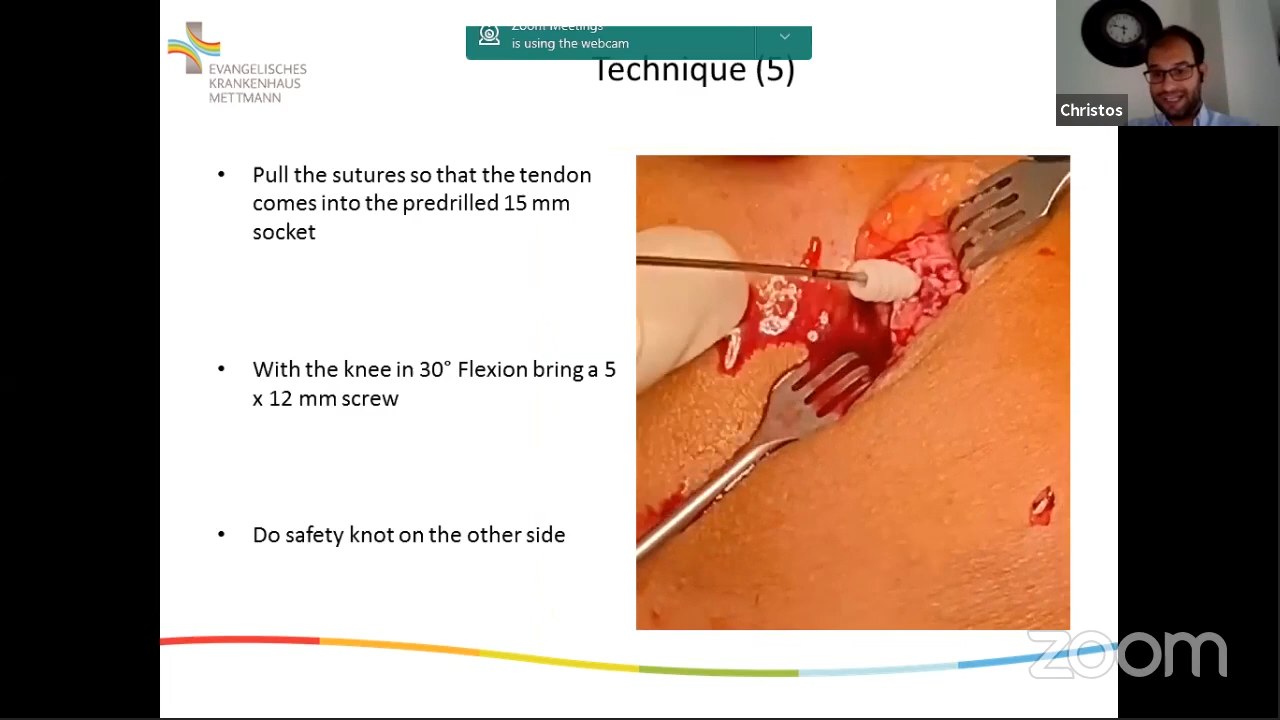 Zoom Meetings
is using the webcam
EVANGELISCHES
KRANKENHAUS
METTMANN
Technique (5)
Christos
• Pull the sutures so that the tendon
comes into the predrilled 15 mm
socket
• With the knee in 30° Flexion bring a 5
x 12 mm screw
• Do safety knot on the other side
zoom